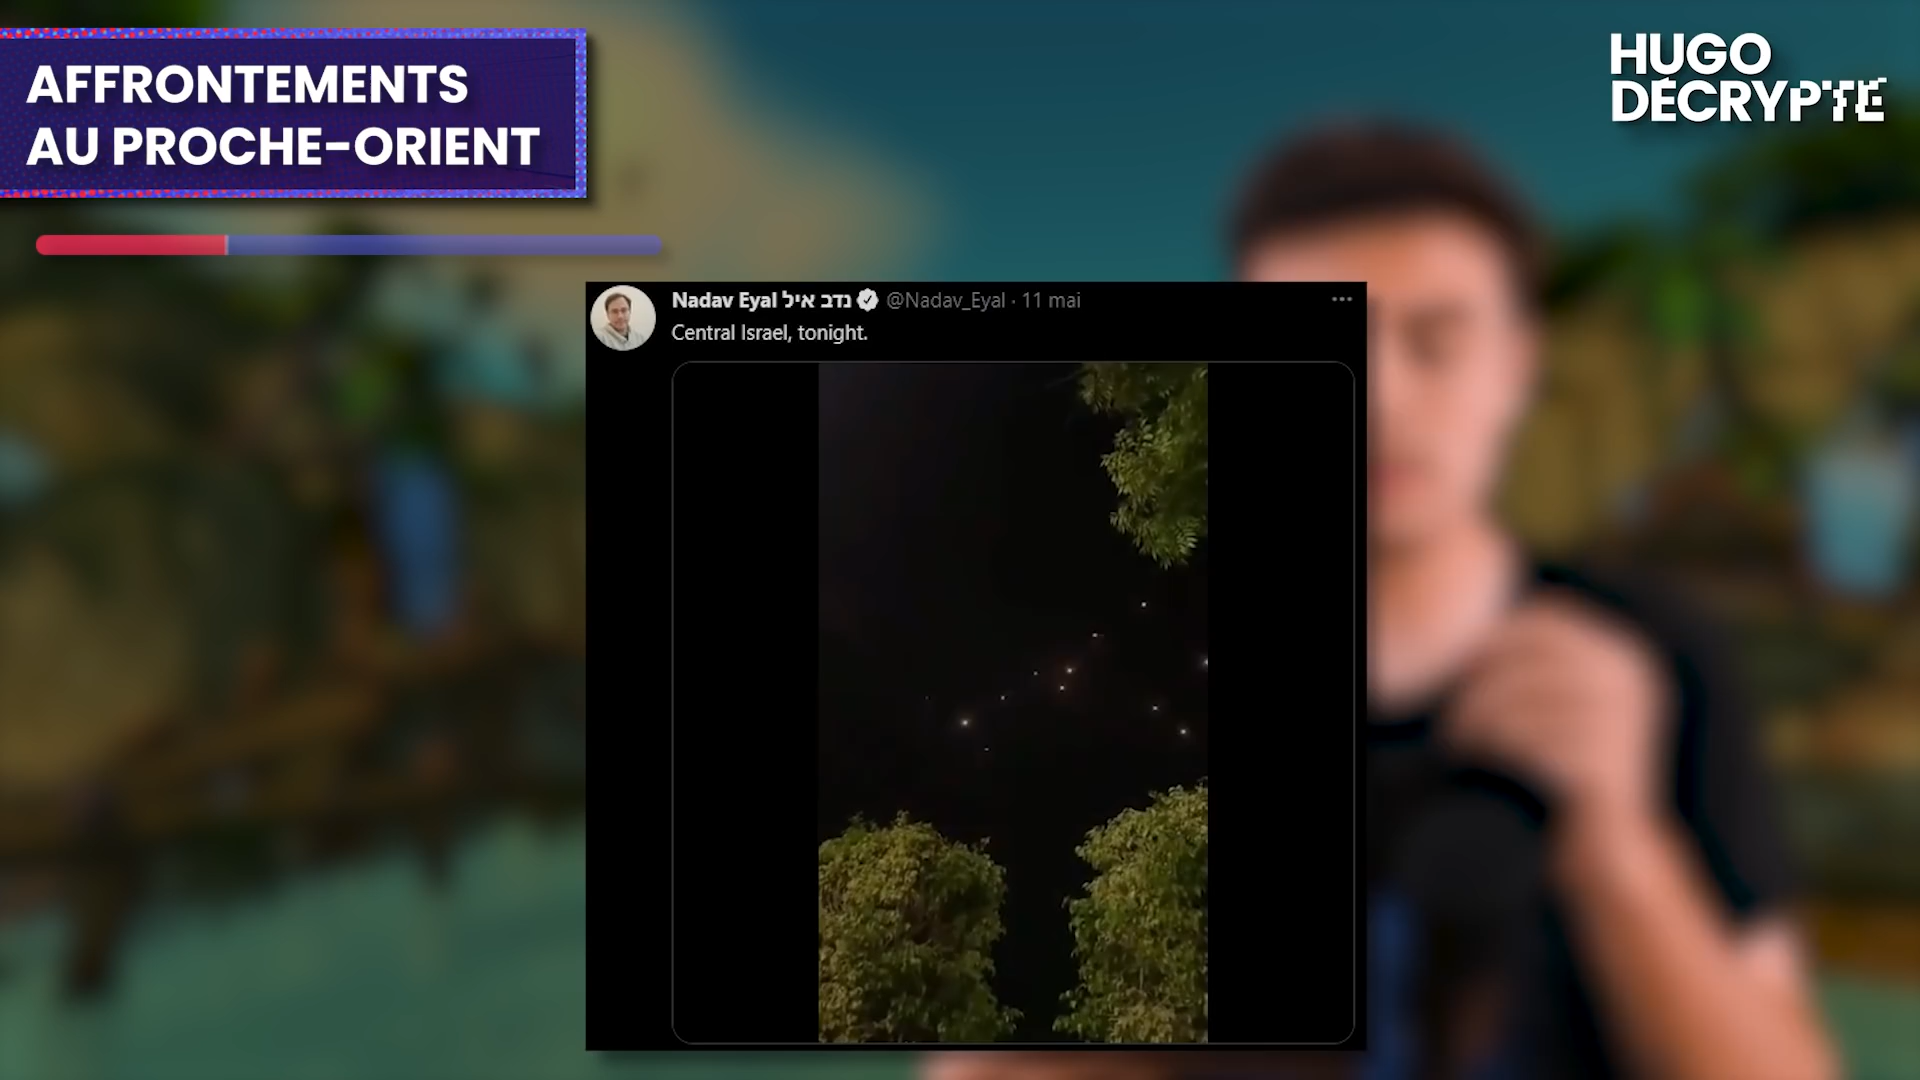 AFFRONTEMENTS
AU PROCHE-ORIENT
HUGO
DÉCRYPTE
Nadav Eyal נדב איל @Nadav_Eyal · 11 mai
Central Israel, tonight.